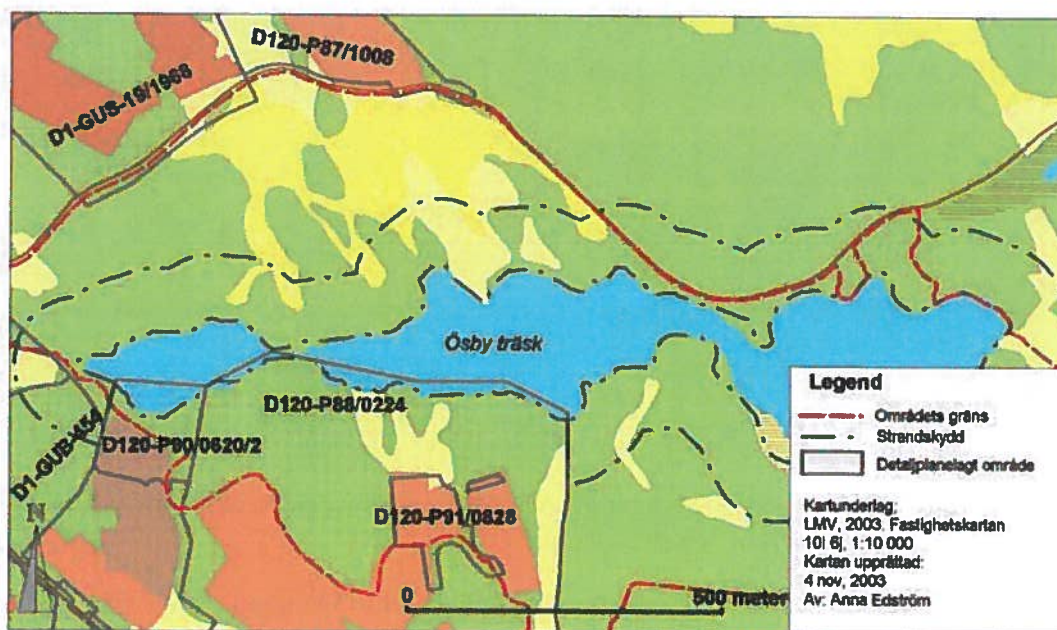 D120-P87/1008
D1-GUS-15/1968
Ösby träsk
D120-P88/0224
D1-GUB-454
D120-P90/0620/2
D120-P91/0828
N
0 500 meter
Legend
Områdets gräns
Strandskydd
Detaljplanelagt område
Kartunderlag:
LMV, 2003. Fastighetskartan
10I 6j, 1:10 000
Kartan upprättad:
4 nov, 2003
Av: Anna Edström